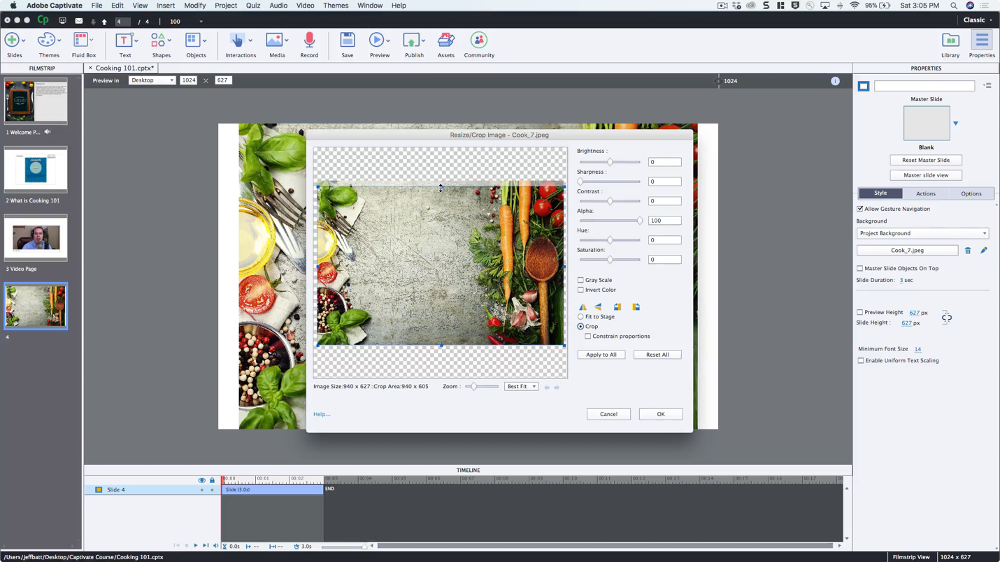 Adobe Captivate File Edit View Insert Modify Project Quiz Audio Video Themes Window Help 95% Sat 3:05 PM
Cp 4 / 4 100 Classic
Slides Themes Fluid Box Text Shapes Objects Interactions Media Record Save Preview Publish Assets Community Library Properties
FILMSTRIP × Cooking 101.cptx* PROPERTIES
Preview in Desktop 1024 × 627 1024
1 Welcome P...
2 What is Cooking 101
3 Video Page
4
Resize/Crop Image - Cook_7.jpeg
Brightness : 0
Sharpness : 0
Contrast : 0
Alpha: 100
Hue: 0
Saturation: 0
Gray Scale
Invert Color
Fit to Stage
Crop
Constrain proportions
Apply to All Reset All
Image Size:940 x 627::Crop Area:940 x 605 Zoom : Best Fit
Help... Cancel OK
Master Slide
Blank
Reset Master Slide
Master slide view
Style Actions Options
Allow Gesture Navigation
Background
Project Background
Cook_7.jpeg
Master Slide Objects On Top
Slide Duration: 3 sec
Preview Height 627 px
Slide Height : 627 px
Minimum Font Size 14
Enable Uniform Text Scaling
TIMELINE
00:00 00:01 00:02 00:03 00:04 00:05 00:06 00:07 00:08 00:09 00:10 00:11 00:12 00:13 00:14 00:15 00:16 00:17
Slide 4 Slide (3.0s) END
0.0s -- -- 3.0s
/Users/jeffbatt/Desktop/Captivate Course/Cooking 101.cptx Filmstrip View 1024 x 627